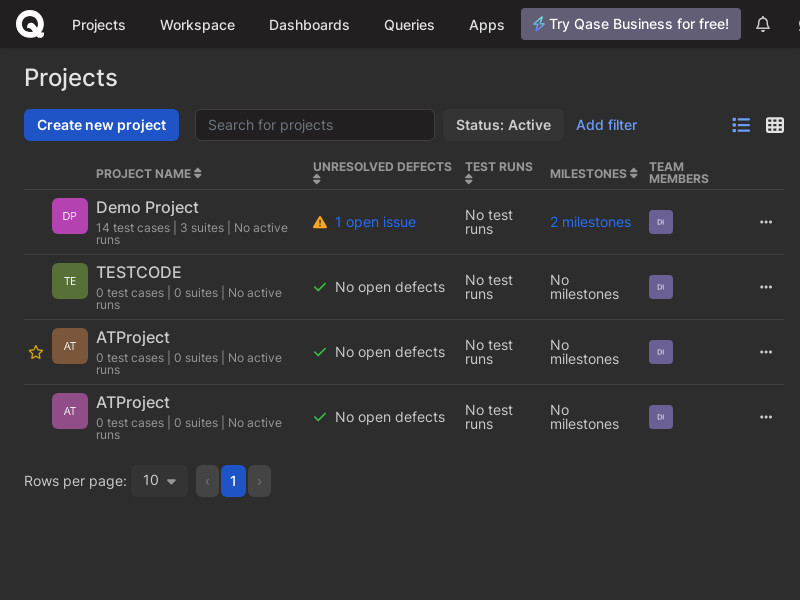 Projects Workspace Dashboards Queries Apps Try Qase Business for free!
Projects
Create new project Search for projects Status: Active Add filter
PROJECT NAME UNRESOLVED DEFECTS TEST RUNS MILESTONES TEAM MEMBERS
DP Demo Project
14 test cases | 3 suites | No active runs
1 open issue
No test runs
2 milestones
DI
TE TESTCODE
0 test cases | 0 suites | No active runs
No open defects
No test runs
No milestones
DI
AT ATProject
0 test cases | 0 suites | No active runs
No open defects
No test runs
No milestones
DI
AT ATProject
0 test cases | 0 suites | No active runs
No open defects
No test runs
No milestones
DI
Rows per page: 10 ‹ 1 ›